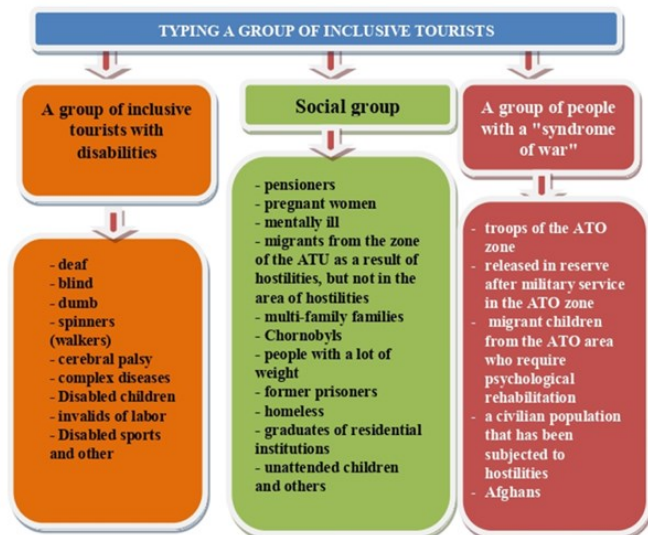 TYPING A GROUP OF INCLUSIVE TOURISTS
A group of inclusive
tourists with
disabilities
- deaf
- blind
- dumb
- spinners
(walkers)
- cerebral palsy
- complex diseases
- Disabled children
- invalids of labor
- Disabled sports
and other
Social group
- pensioners
- pregnant women
- mentally ill
- migrants from the zone
of the ATU as a result of
hostilities, but not in the
area of hostilities
- multi-family families
- Chornobyls
- people with a lot of
weight
- former prisoners
- homeless
- graduates of residential
institutions
- unattended children
and others
A group of people
with a "syndrome
of war"
- troops of the ATO
zone
- released in reserve
after military service
in the ATO zone
- migrant children
from the ATO area
who require
psychological
rehabilitation
- a civilian population
that has been
subjected to
hostilities
- Afghans